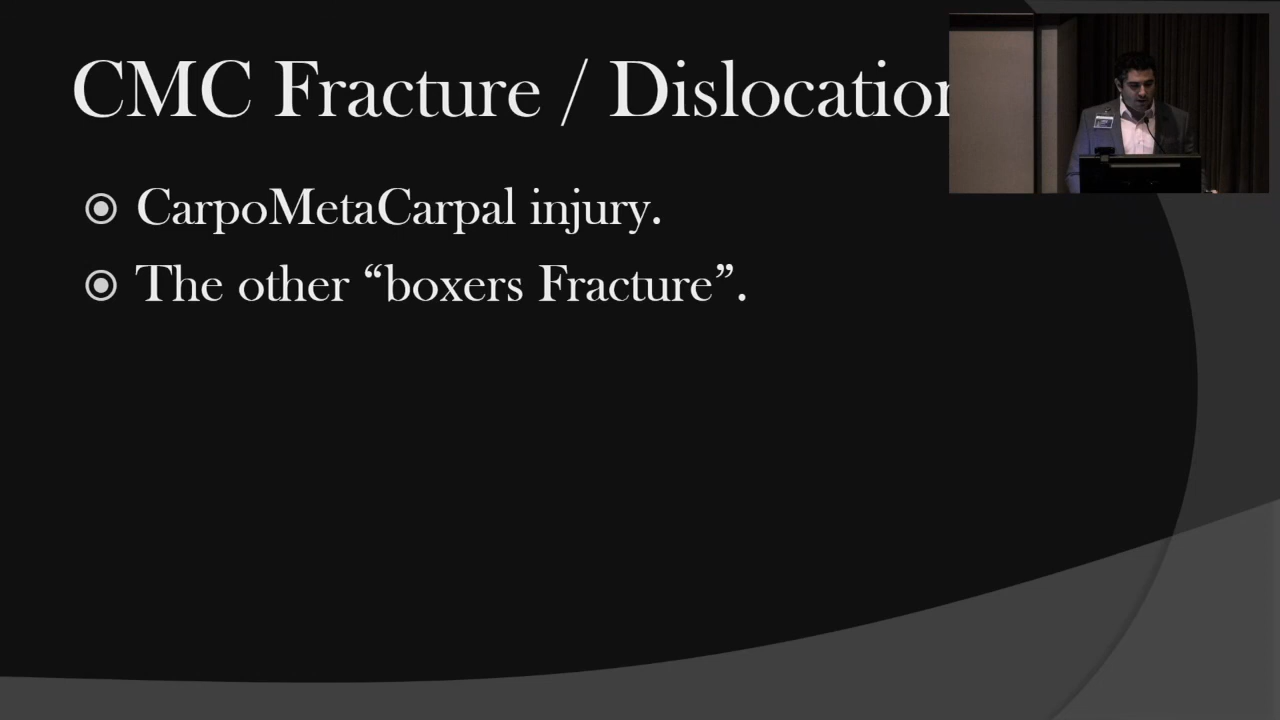 CMC Fracture / Dislocation
CarpoMetaCarpal injury.
The other “boxers Fracture”.